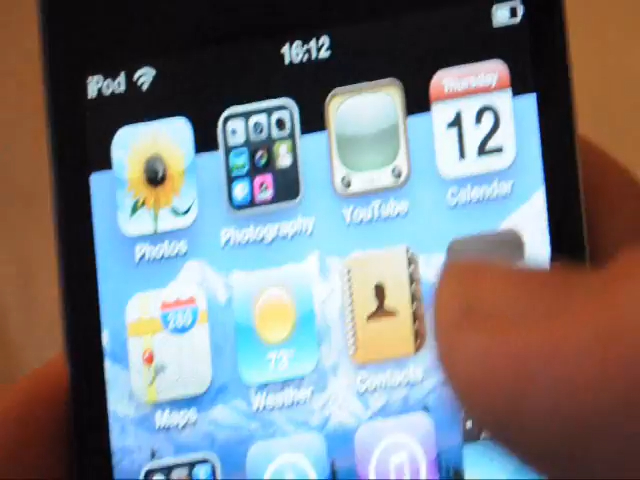 iPod 16:12
Thursday
12
Photos Photography YouTube Calendar
280
73°
Maps Weather Contacts